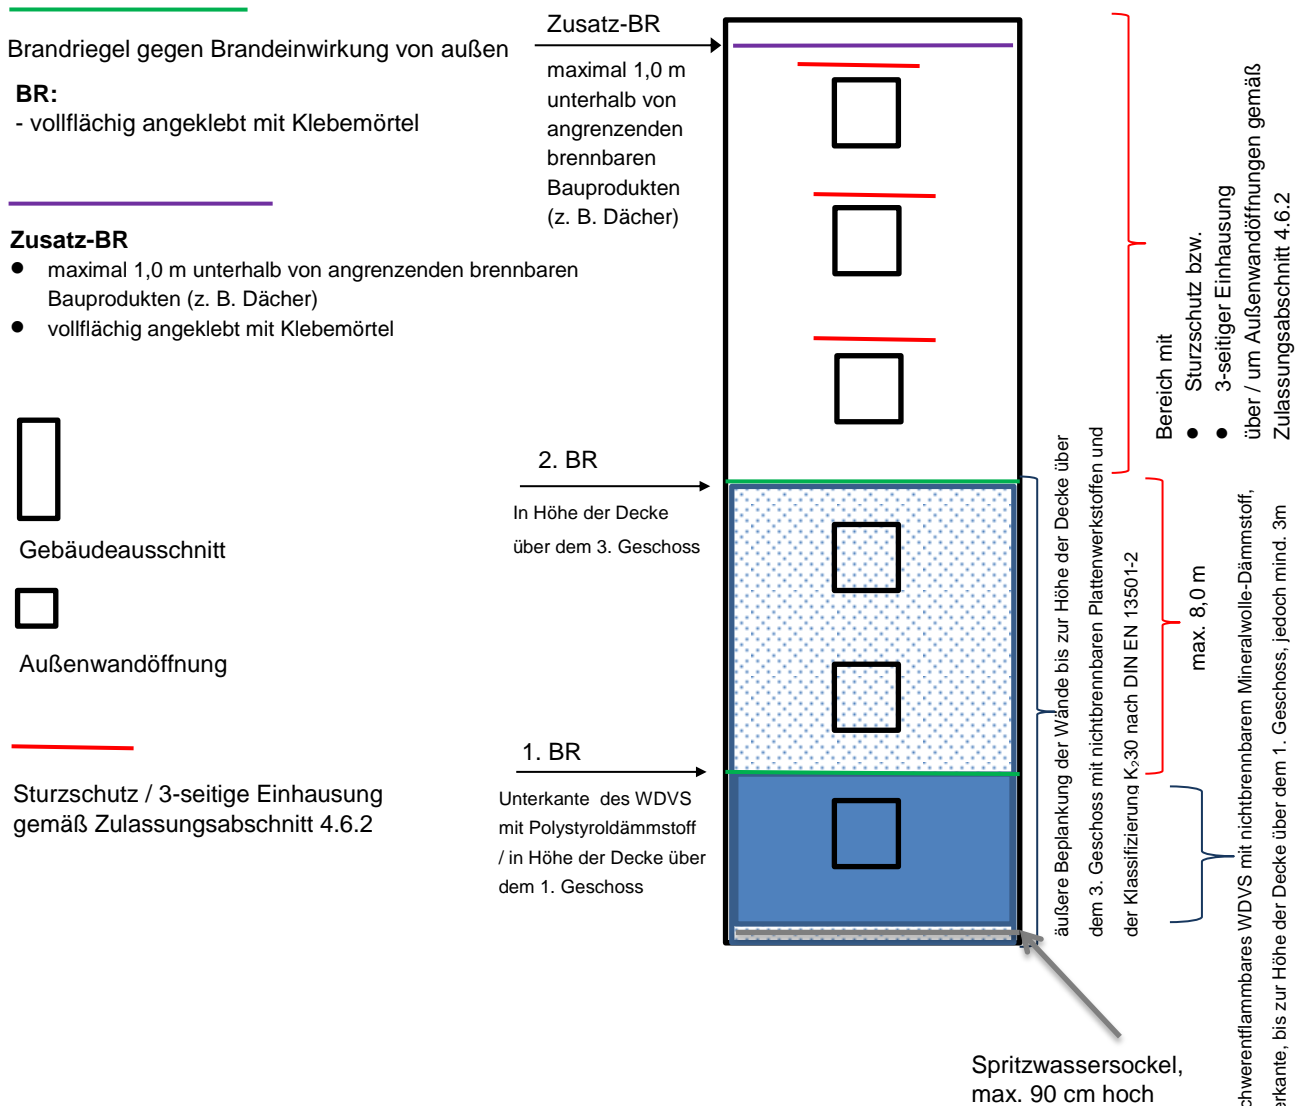 Brandriegel gegen Brandeinwirkung von außen
BR:
- vollflächig angeklebt mit Klebemörtel
Zusatz-BR
● maximal 1,0 m unterhalb von angrenzenden brennbaren
Bauprodukten (z. B. Dächer)
● vollflächig angeklebt mit Klebemörtel
Gebäudeausschnitt
Außenwandöffnung
Sturzschutz / 3-seitige Einhausung
gemäß Zulassungsabschnitt 4.6.2
Zusatz-BR
maximal 1,0 m
unterhalb von
angrenzenden
brennbaren
Bauprodukten
(z. B. Dächer)
2. BR
In Höhe der Decke
über dem 3. Geschoss
1. BR
Unterkante des WDVS
mit Polystyroldämmstoff
/ in Höhe der Decke über
dem 1. Geschoss
Bereich mit
● Sturzschutz bzw.
● 3-seitiger Einhausung
über / um Außenwandöffnungen gemäß
Zulassungsabschnitt 4.6.2
äußere Beplankung der Wände bis zur Höhe der Decke über
dem 3. Geschoss mit nichtbrennbaren Plattenwerkstoffen und
der Klassifizierung K₂30 nach DIN EN 13501-2
max. 8,0 m
WDVS mit nichtbrennbarem Mineralwolle-Dämmstoff,
bis zur Höhe der Decke über dem 1. Geschoss, jedoch mind. 3m
Spritzwassersockel,
max. 90 cm hoch